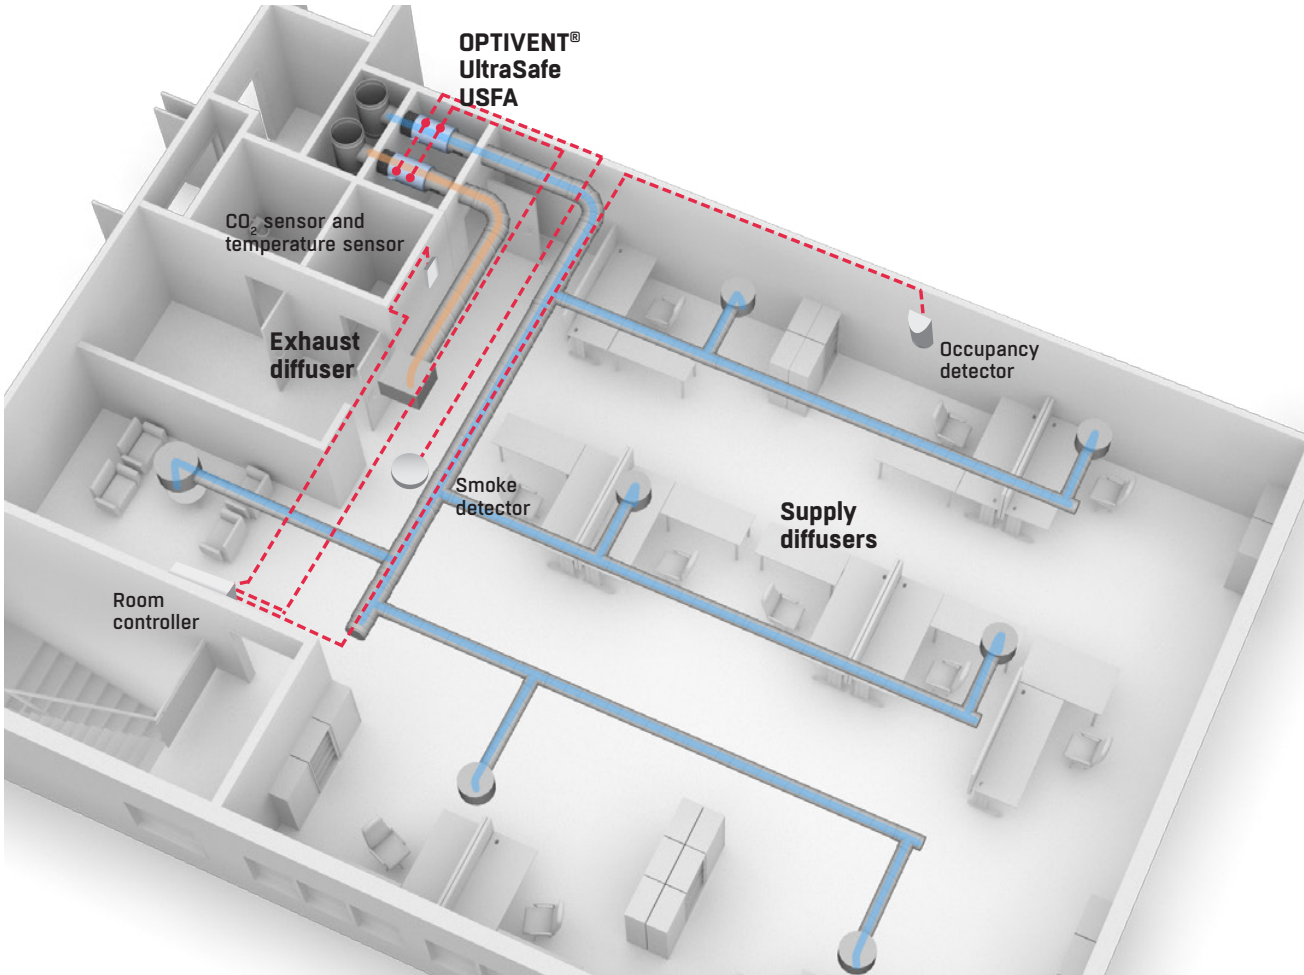 OPTIVENT®
UltraSafe
USFA
CO₂ sensor and
temperature sensor
Exhaust
diffuser
Occupancy
detector
Smoke
detector
Supply
diffusers
Room
controller